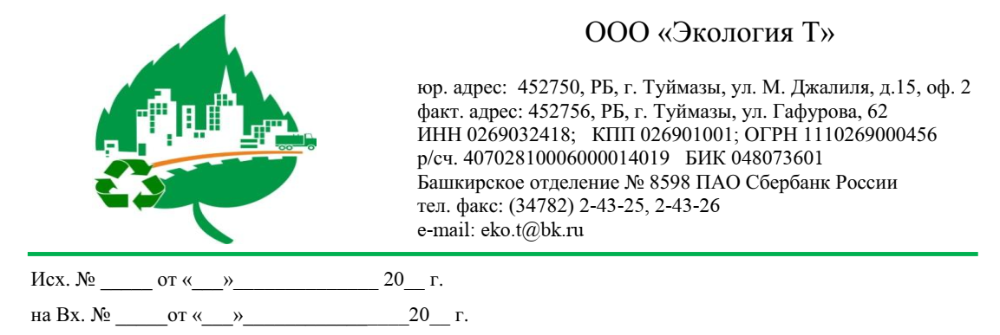 ООО «Экология Т»
юр. адрес: 452750, РБ, г. Туймазы, ул. М. Джалиля, д.15, оф. 2
факт. адрес: 452756, РБ, г. Туймазы, ул. Гафурова, 62
ИНН 0269032418; КПП 026901001; ОГРН 1110269000456
р/сч. 40702810006000014019 БИК 048073601
Башкирское отделение № 8598 ПАО Сбербанк России
тел. факс: (34782) 2-43-25, 2-43-26
e-mail: eko.t@bk.ru
Исх. № _____ от «___»______________ 20__ г.
на Вх. № _____от «___»________________20__ г.